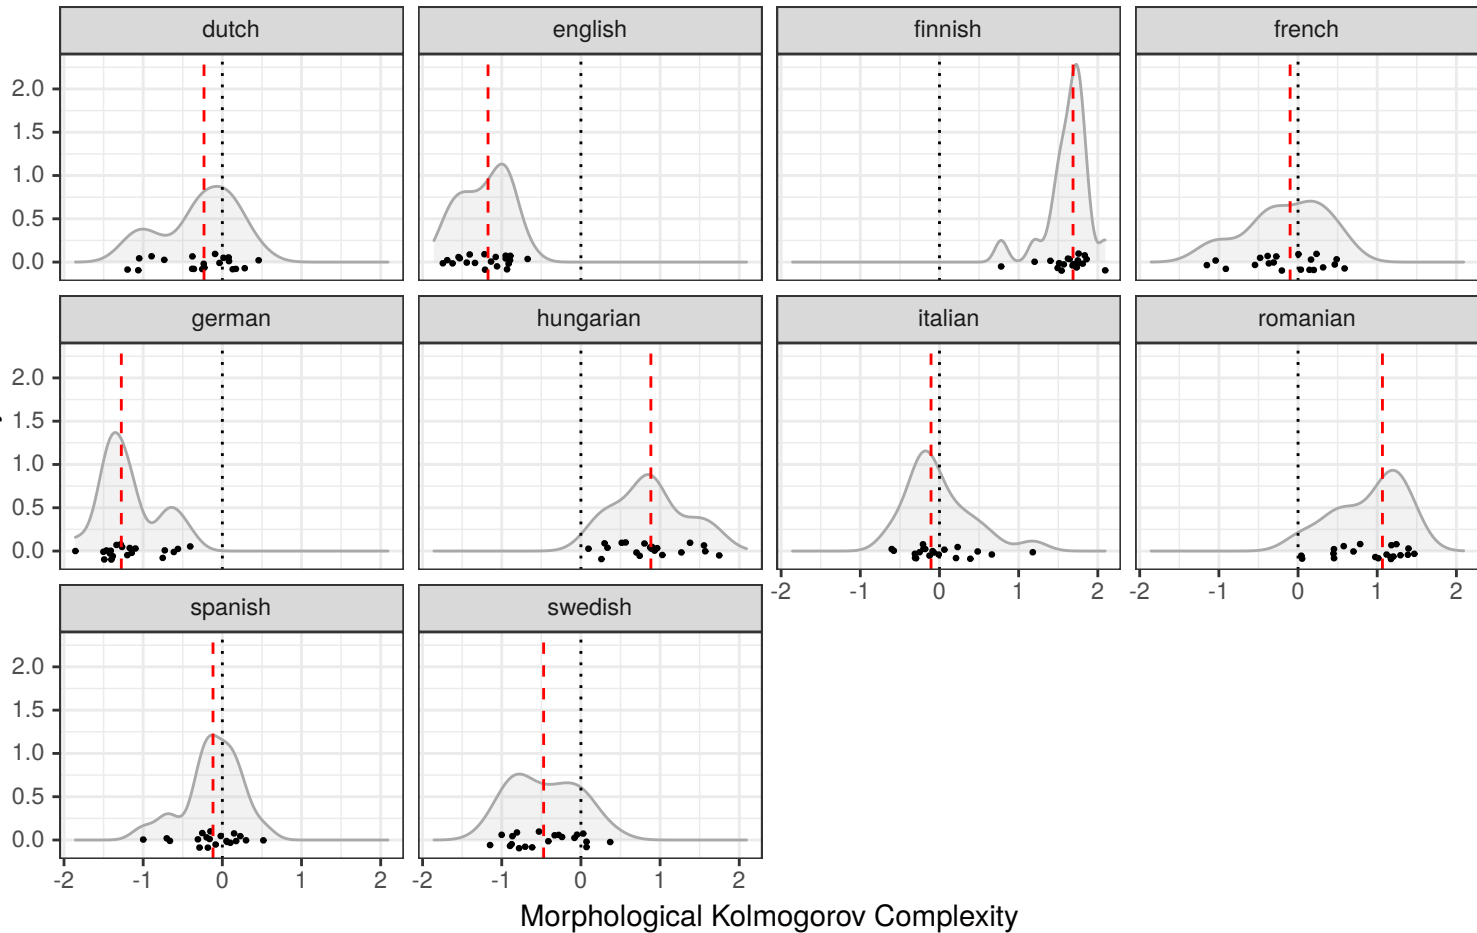 dutch english finnish french
2.0
1.5
1.0
0.5
0.0
german hungarian italian romanian
2.0
1.5
1.0
0.5
0.0
-2 -1 0 1 2 -2 -1 0 1 2
spanish swedish
2.0
1.5
1.0
0.5
0.0
-2 -1 0 1 2 -2 -1 0 1 2
Morphological Kolmogorov Complexity